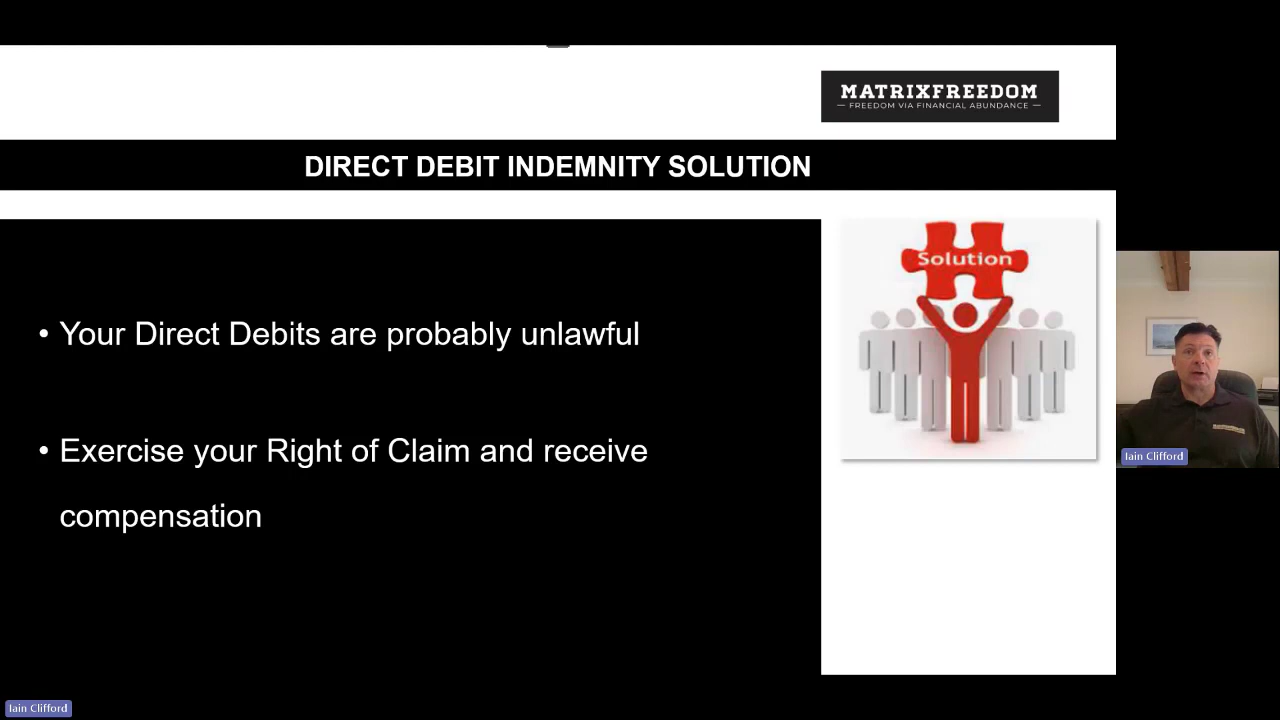 MATRIXFREEDOM
— FREEDOM VIA FINANCIAL ABUNDANCE —
DIRECT DEBIT INDEMNITY SOLUTION
Solution
• Your Direct Debits are probably unlawful
• Exercise your Right of Claim and receive
compensation
Iain Clifford
Iain Clifford